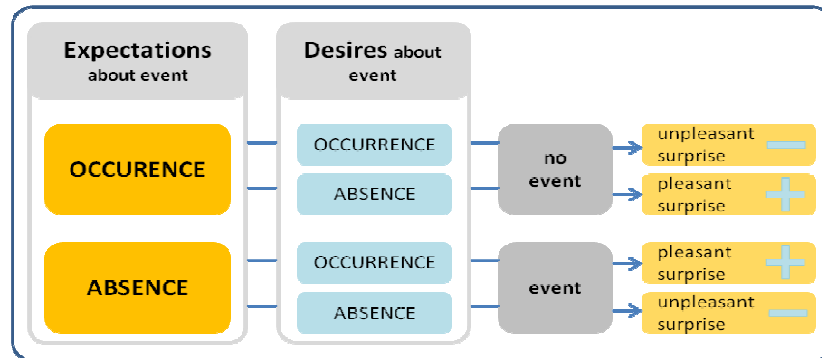 Expectations
about event
Desires about
event
OCCURENCE
OCCURRENCE
ABSENCE
no
event
unpleasant
surprise
pleasant
surprise
ABSENCE
OCCURRENCE
ABSENCE
event
pleasant
surprise
unpleasant
surprise